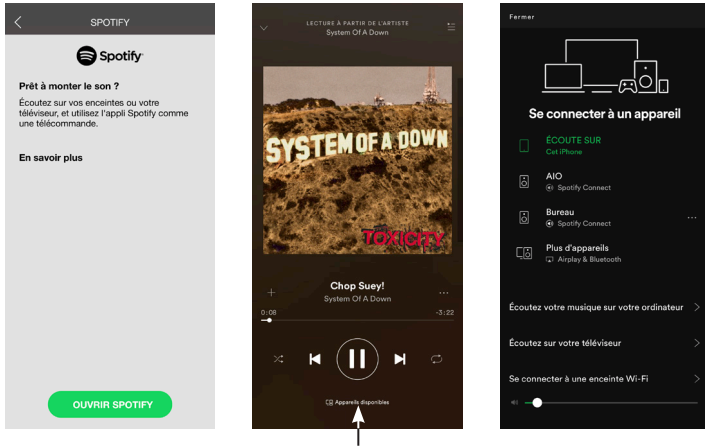 SPOTIFY
Spotify
Prêt à monter le son ?
Écoutez sur vos enceintes ou votre
téléviseur, et utilisez l'appli Spotify comme
une télécommande.
En savoir plus
OUVRIR SPOTIFY
LECTURE À PARTIR DE L'ARTISTE
System Of A Down
SYSTEM OF A DOWN
TOXICITY
Chop Suey!
System Of A Down
0:08
-3:22
Appareils disponibles
Fermer
Se connecter à un appareil
ÉCOUTE SUR
Cet iPhone
AIO
Spotify Connect
Bureau
Spotify Connect
Plus d'appareils
Airplay & Bluetooth
Écoutez votre musique sur votre ordinateur
Écoutez sur votre téléviseur
Se connecter à une enceinte Wi-Fi